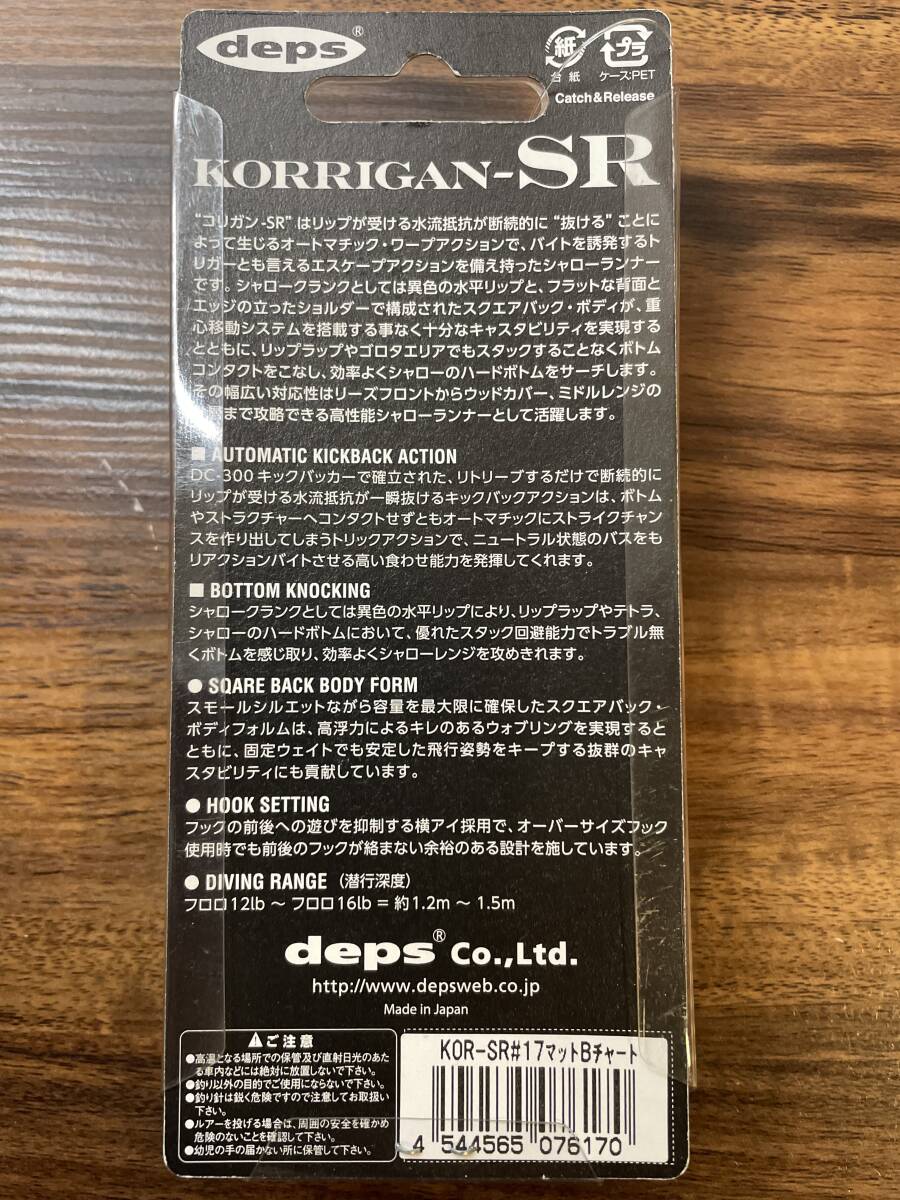 deps®
紙
プラ
台 紙
ケース:PET
Catch&Release
KORRIGAN-SR
“コリガン-SR” はリップが受ける水流抵抗が断続的に “抜ける” ことに
よって生じるオートマチック・ワープアクションで、バイトを誘発するト
リガーとも言えるエスケープアクションを備え持ったシャローランナー
です。シャロークランクとしては異色の水平リップと、フラットな背面と
エッジの立ったショルダーで構成されたスクエアバック・ボディが、重
心移動システムを搭載する事なく十分なキャスタビリティを実現する
とともに、リップラップやゴロタエリアでもスタックすることなくボトム
コンタクトをこなし、効率よくシャローのハードボトムをサーチします。
その幅広い対応性はリーズフロントからウッドカバー、ミドルレンジの
まで攻略できる高性能シャローランナーとして活躍します。
■ AUTOMATIC KICKBACK ACTION
DC-300 キックバッカーで確立された、リトリーブするだけで断続的に
リップが受ける水流抵抗が一瞬抜けるキックバックアクションは、ボトム
やストラクチャーへコンタクトせずともオートマチックにストライクチャン
スを作り出してしまうトリックアクションで、ニュートラル状態のバスをも
リアクションバイトさせる高い食わせ能力を発揮してくれます。
■ BOTTOM KNOCKING
シャロークランクとしては異色の水平リップにより、リップラップやテトラ、
シャローのハードボトムにおいて、優れたスタック回避能力でトラブル無
くボトムを感じ取り、効率よくシャローレンジを攻めきれます。
● SQARE BACK BODY FORM
スモールシルエットながら容量を最大限に確保したスクエアバック・
ボディフォルムは、高浮力によるキレのあるウォブリングを実現すると
ともに、固定ウェイトでも安定した飛行姿勢をキープする抜群のキャ
スタビリティにも貢献しています。
● HOOK SETTING
フックの前後への遊びを抑制する横アイ採用で、オーバーサイズフック
使用時でも前後のフックが絡まない余裕のある設計を施しています。
● DIVING RANGE （潜行深度）
フロロ12lb ～ フロロ16lb = 約1.2m ～ 1.5m
deps® Co.,Ltd.
http://www.depsweb.co.jp
Made in Japan
⚠ご 注 意
●高温となる場所での保管及び直射日光のあた
る車内などには絶対に放置しないで下さい。
●釣り以外の目的でご使用にならないで下さい。
●釣り針は鋭く危険ですので注意してお取扱い
下さい。
●ルアーを投げる場合は、周囲の安全を確かめ
危険のないことを確認して下さい。
●幼児の手の届かない所に保管して下さい。
KOR-SR#17マットBチャート
4 544565 076170